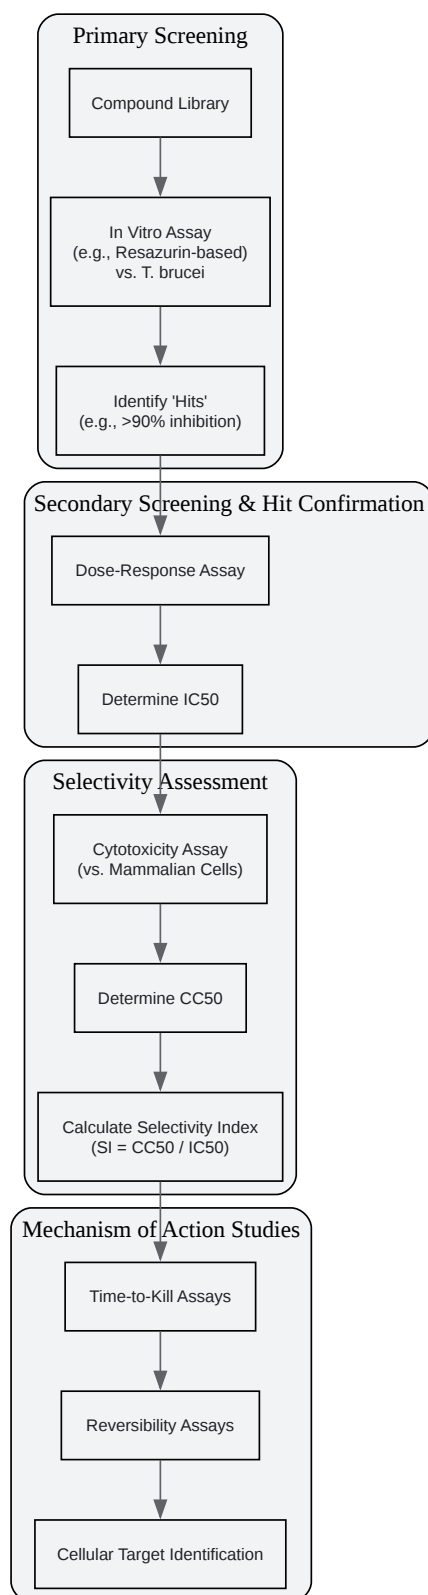 Primary Screening
Compound Library
In Vitro Assay
(e.g., Resazurin-based)
vs. T. brucei
Identify 'Hits'
(e., >90% inhibition)
Secondary Screening & Hit Confirmation
Dose-Response Assay
Determine IC50
Selectivity Assessment
Cytotoxicity Assay
(vs. Mammalian Cells)
Determine CC50
Calculate Selectivity Index
(SI = CC50 / IC50)
Mechanism of Action Studies
Time-to-Kill Assays
Reversibility Assays
Cellular Target Identification